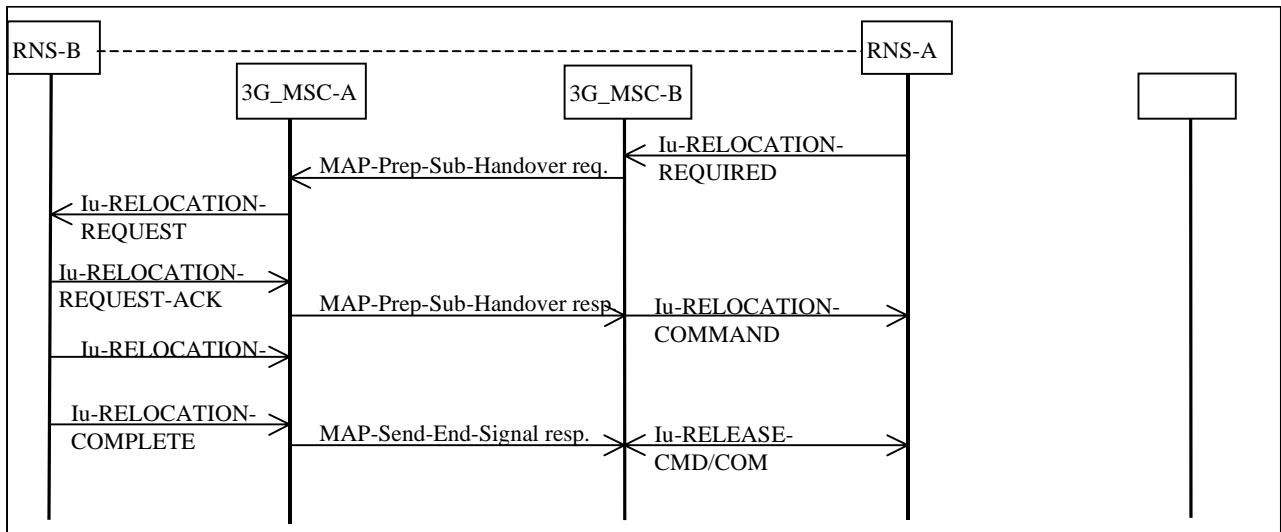 RNS-B
RNS-A
3G_MSC-A
3G_MSC-B
Iu-RELOCATION-
REQUIRED
MAP-Prep-Sub-Handover req.
Iu-RELOCATION-
REQUEST
Iu-RELOCATION-
REQUEST-ACK
MAP-Prep-Sub-Handover resp.
Iu-RELOCATION-
COMMAND
Iu-RELOCATION-
Iu-RELOCATION-
COMPLETE
MAP-Send-End-Signal resp.
Iu-RELEASE-
CMD/COM